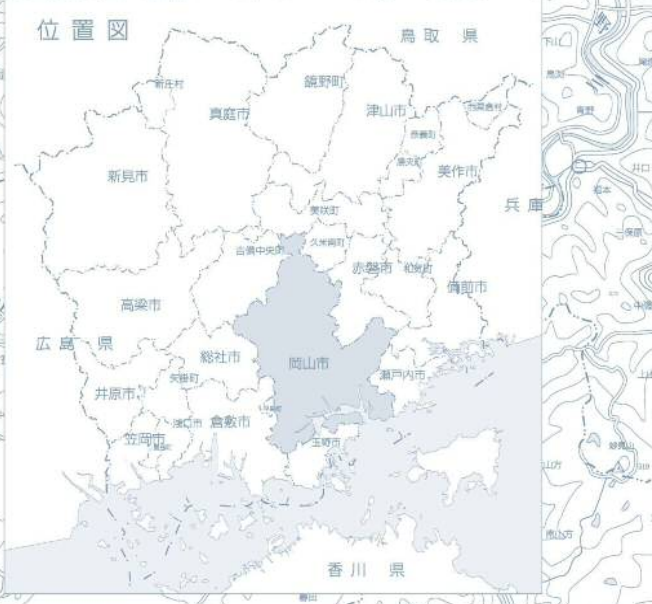 位置図
鳥取県
新庄村
鏡野町
真庭市
津山市
西粟倉村
奈義町
勝央町
新見市
美作市
兵庫
美咲町
吉備中央町
久米南町
赤磐市
和気町
備前市
高梁市
広島県
総社市
岡山市
瀬戸内市
矢掛町
井原市
早島町
浅口市
倉敷市
笠岡市
里庄町
玉野市
香川県
下山
井口